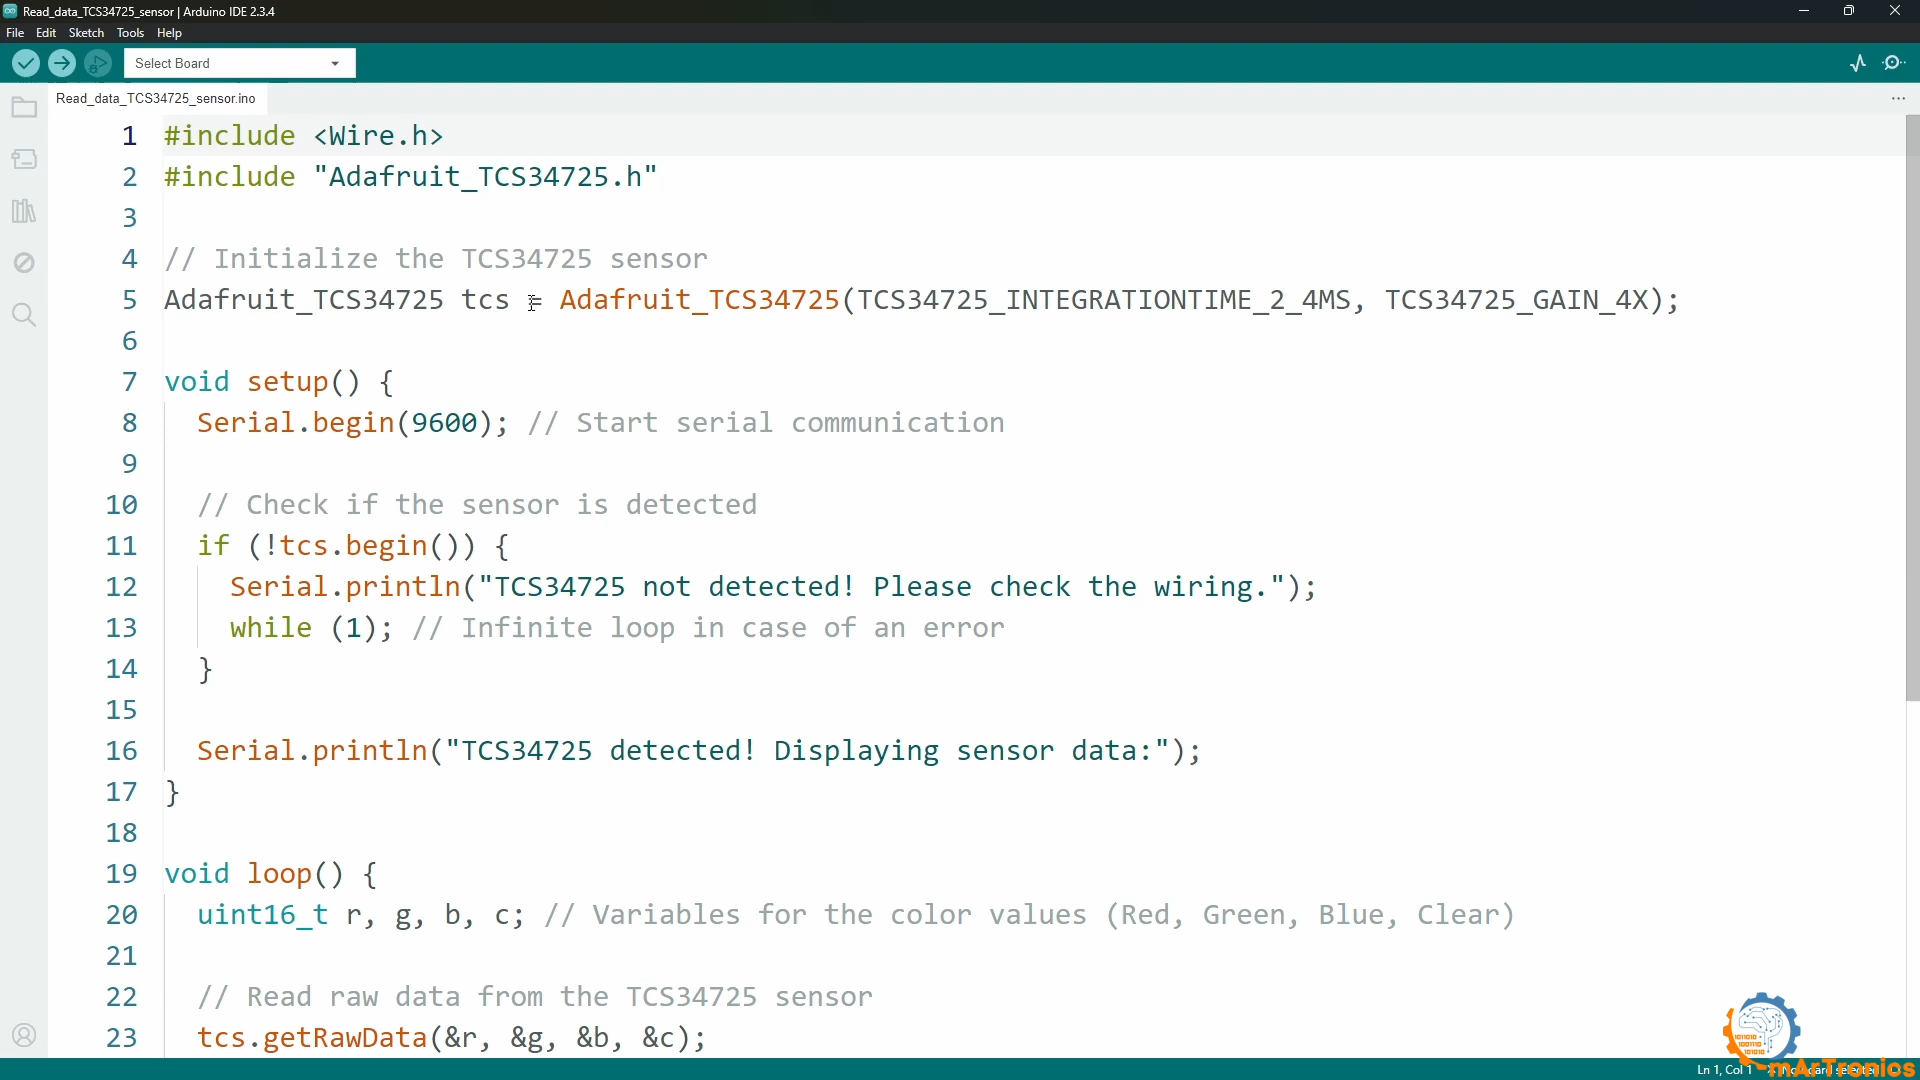 Read_data_TCS34725_sensor | Arduino IDE 2.3.4
File Edit Sketch Tools Help
Select Board
Read_data_TCS34725_sensor.ino
1 #include <Wire.h>
2 #include "Adafruit_TCS34725.h"
3
4 // Initialize the TCS34725 sensor
5 Adafruit_TCS34725 tcs = Adafruit_TCS34725(TCS34725_INTEGRATIONTIME_2_4MS, TCS34725_GAIN_4X);
6
7 void setup() {
8 Serial.begin(9600); // Start serial communication
9
10 // Check if the sensor is detected
11 if (!tcs.begin()) {
12 Serial.println("TCS34725 not detected! Please check the wiring.");
13 while (1); // Infinite loop in case of an error
14 }
15
16 Serial.println("TCS34725 detected! Displaying sensor data:");
17 }
18
19 void loop() {
20 uint16_t r, g, b, c; // Variables for the color values (Red, Green, Blue, Clear)
21
22 // Read raw data from the TCS34725 sensor
23 tcs.getRawData(&r, &g, &b, &c);
Ln 1, Col 1
mArTronics